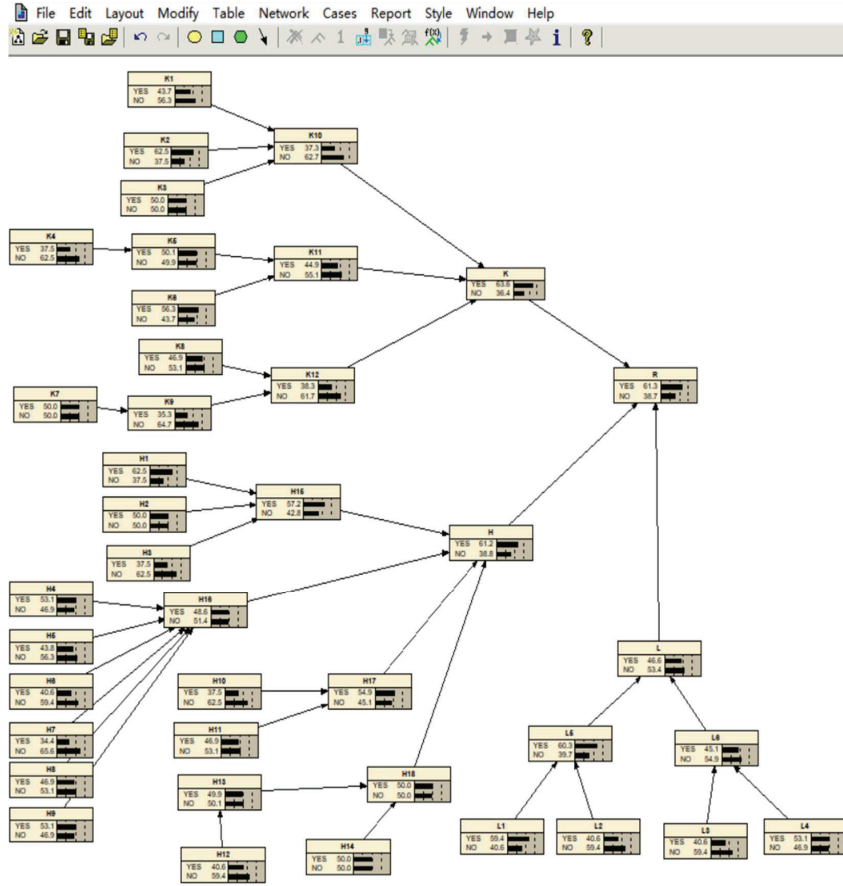 File Edit Layout Modify Table Network Cases Report Style Window Help
K1
YES 43.7
NO 56.3
K2
YES 62.5
NO 37.5
K10
YES 37.3
NO 62.7
K3
YES 50.0
NO 50.0
K4
YES 37.5
NO 62.5
K5
YES 50.1
NO 49.9
K11
YES 44.9
NO 55.1
K6
YES 56.3
NO 43.7
K
YES 63.6
NO 36.4
K8
YES 46.9
NO 53.1
K12
YES 38.3
NO 61.7
K7
YES 50.0
NO 50.0
K9
YES 35.3
NO 64.7
R
YES 61.3
NO 38.7
H1
YES 62.5
NO 37.5
H2
YES 50.0
NO 50.0
H15
YES 57.2
NO 42.8
H3
YES 37.5
NO 62.5
H
YES 61.2
NO 38.8
H4
YES 53.1
NO 46.9
H16
YES 48.6
NO 51.4
H5
YES 43.8
NO 56.3
H6
YES 40.6
NO 59.4
H10
YES 37.5
NO 62.5
H17
YES 54.9
NO 45.1
L
YES 46.6
NO 53.4
H7
YES 34.4
NO 65.6
H11
YES 46.9
NO 53.1
L5
YES 60.3
NO 39.7
L6
YES 45.1
NO 54.9
H8
YES 46.9
NO 53.1
H13
YES 49.9
NO 50.1
H18
YES 50.0
NO 50.0
H9
YES 53.1
NO 46.9
H12
YES 40.6
NO 59.4
H14
YES 50.0
NO 50.0
L1
YES 59.4
NO 40.6
L2
YES 40.6
NO 59.4
L3
YES 40.6
NO 59.4
L4
YES 53.1
NO 46.9